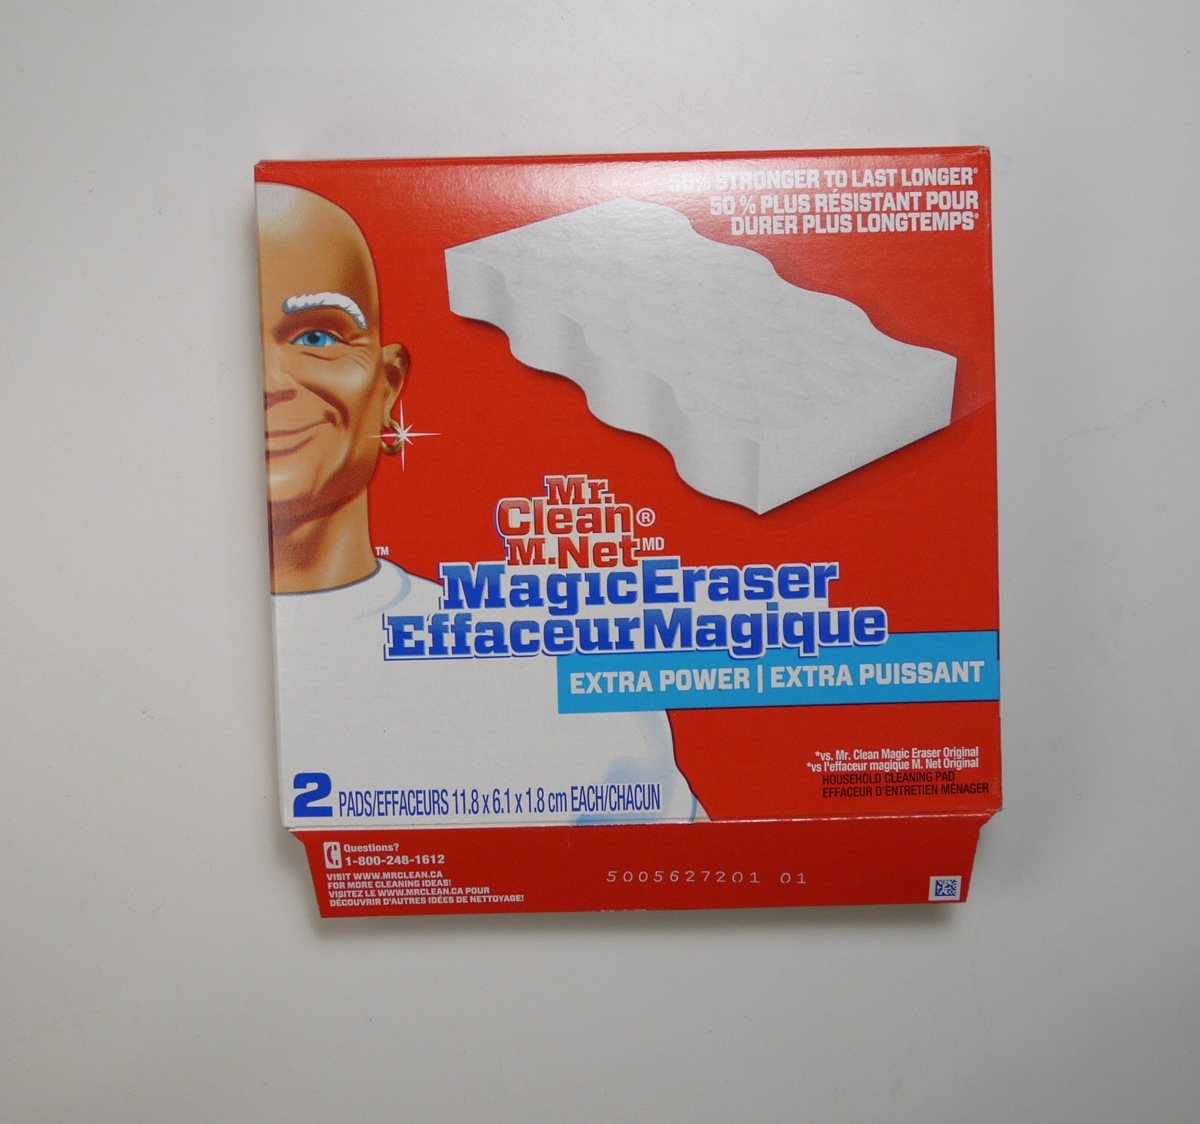 50% STRONGER TO LAST LONGER*
50 % PLUS RÉSISTANT POUR
DURER PLUS LONGTEMPS*
Mr.
Clean®
M.Net MD
TM
MagicEraser
EffaceurMagique
EXTRA POWER | EXTRA PUISSANT
*vs. Mr. Clean Magic Eraser Original
*vs l'effaceur magique M. Net Original
HOUSEHOLD CLEANING PAD
EFFACEUR D'ENTRETIEN MÉNAGER
2 PADS/EFFACEURS 11.8 x 6.1 x 1.8 cm EACH/CHACUN
Questions?
1-800-248-1612
VISIT WWW.MRCLEAN.CA
FOR MORE CLEANING IDEAS!
VISITEZ LE WWW.MRCLEAN.CA POUR
DÉCOUVRIR D'AUTRES IDÉES DE NETTOYAGE!
5005627201 01